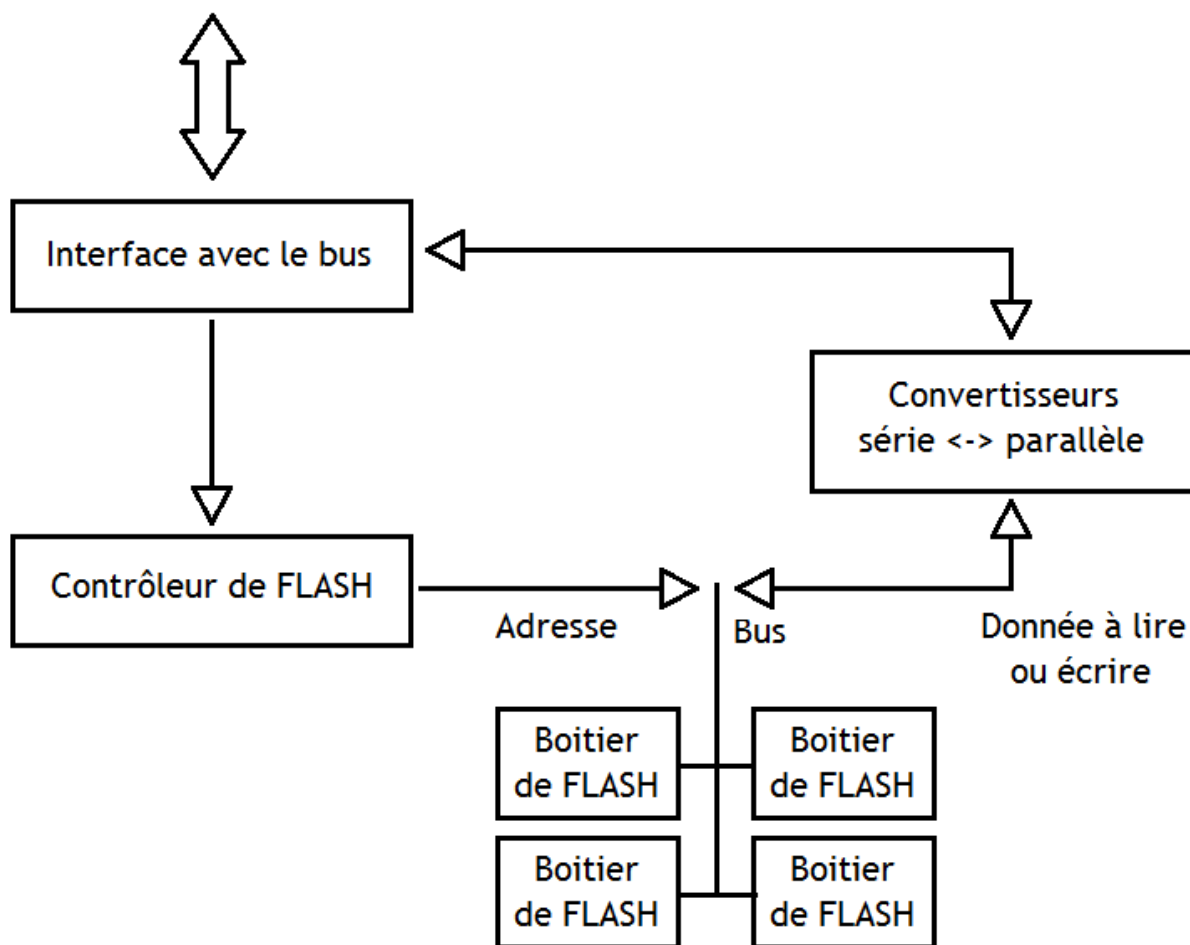 Interface avec le bus
Convertisseurs
série <-> parallèle
Contrôleur de FLASH
Adresse
Bus
Donnée à lire
ou écrire
Boitier
de FLASH
Boitier
de FLASH
Boitier
de FLASH
Boitier
de FLASH